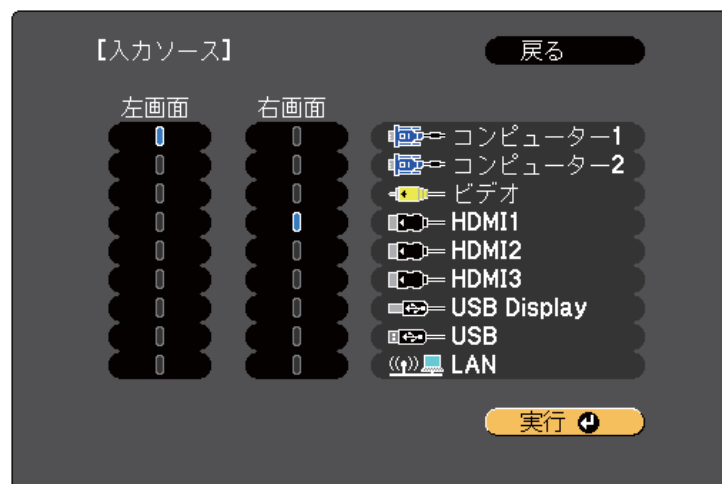 【入力ソース】
戻る
左画面 右画面
コンピューター1
コンピューター2
ビデオ
HDMI1
HDMI2
HDMI3
USB Display
USB
LAN
実行